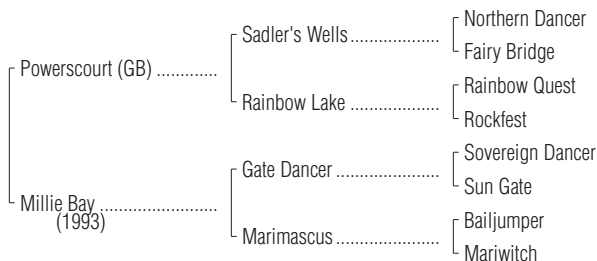 Northern Dancer
Sadler's Wells ....................
Fairy Bridge
Powerscourt (GB) .............
Rainbow Quest
Rainbow Lake ....................
Rockfest
Sovereign Dancer
Gate Dancer .......................
Sun Gate
Millie Bay .........................
(1993)
Bailjumper
Marimascus .......................
Mariwitch